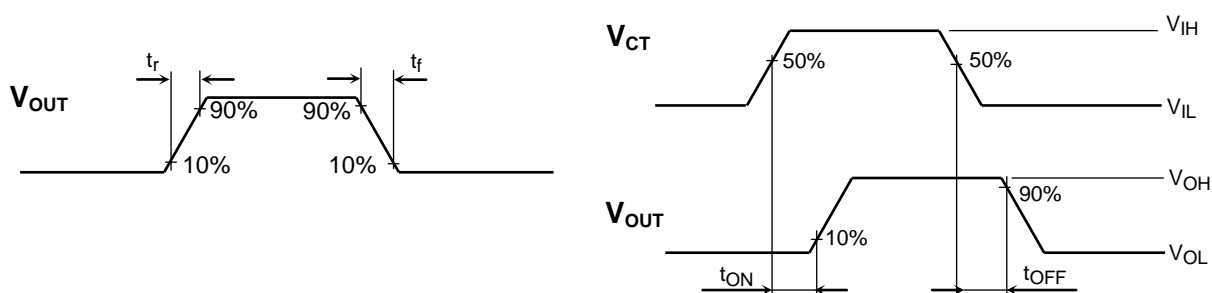 tr
tf
VOUT
90%
90%
10%
10%
VCT
VIH
50%
50%
VIL
VOH
90%
VOUT
10%
VOL
tON
tOFF